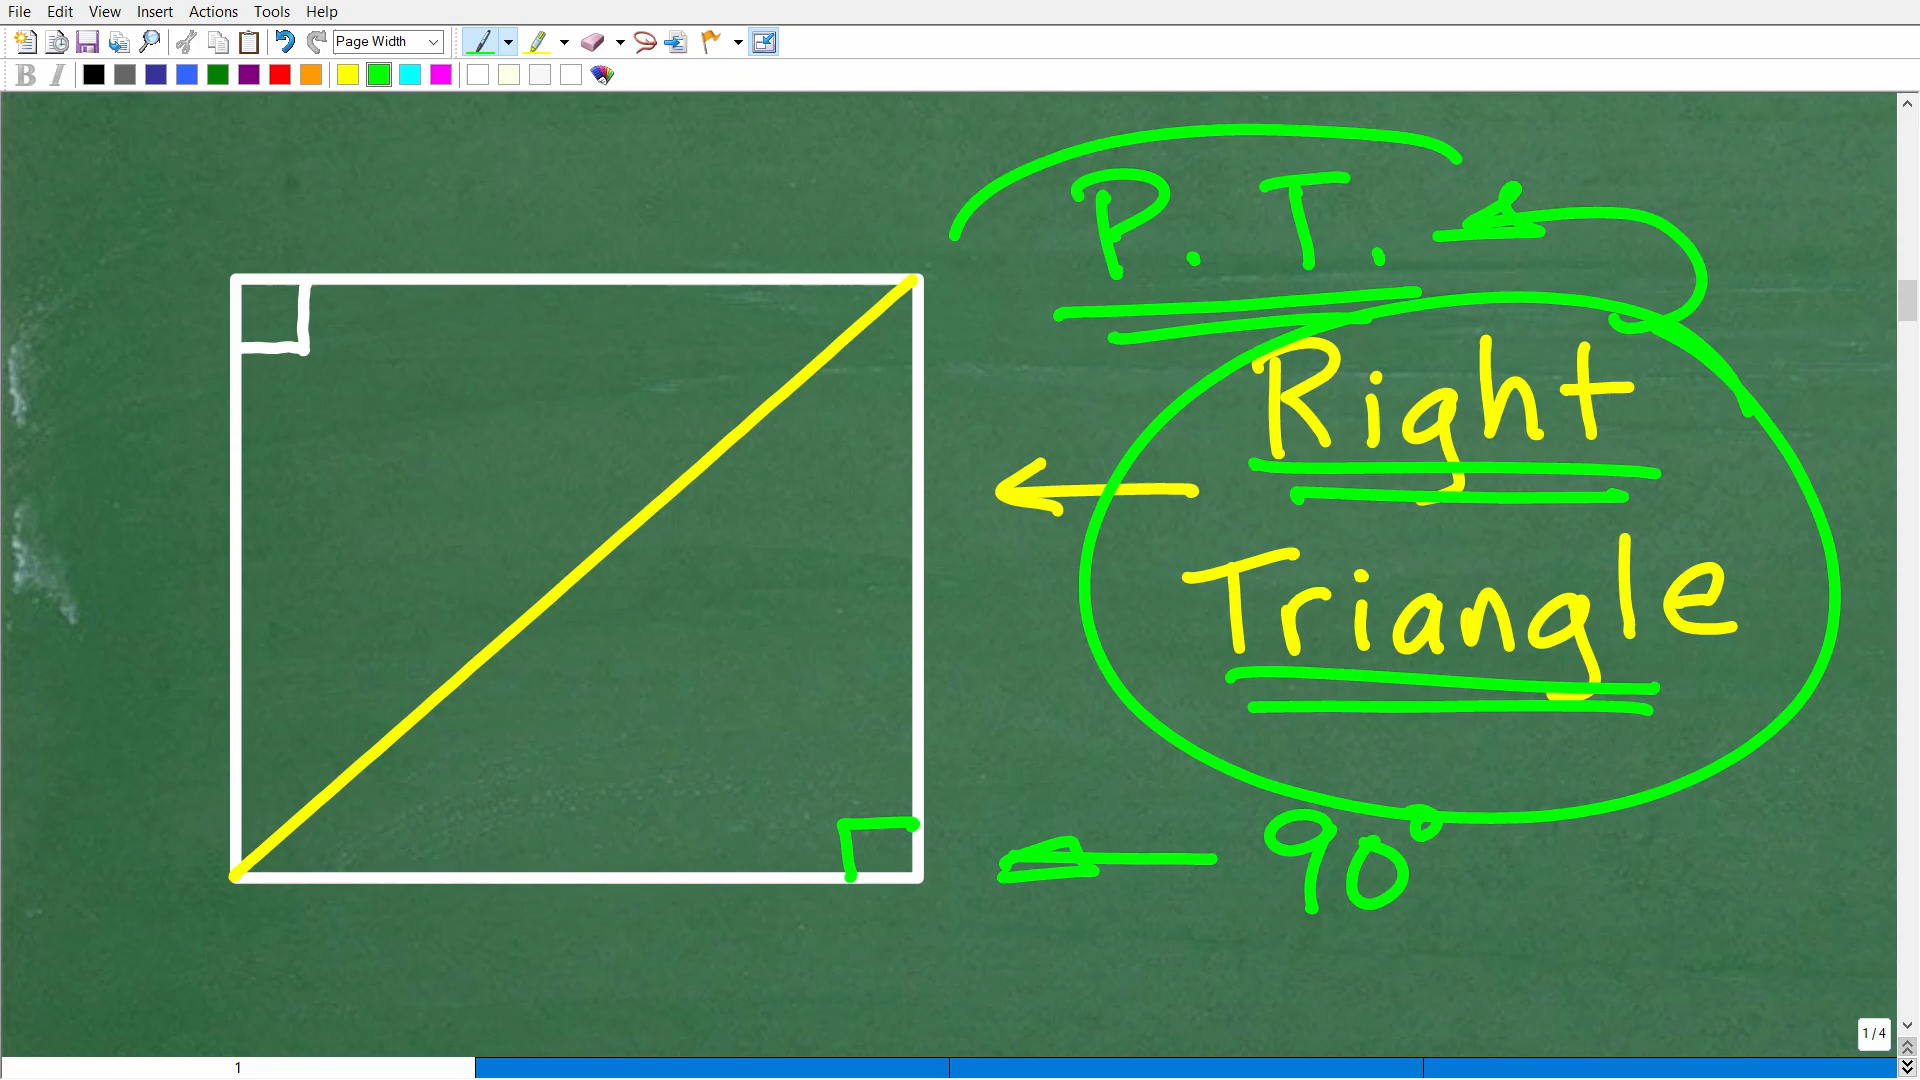 File Edit View Insert Actions Tools Help
Page Width
B I
P. T.
Right
Triangle
90°
1 / 4
1